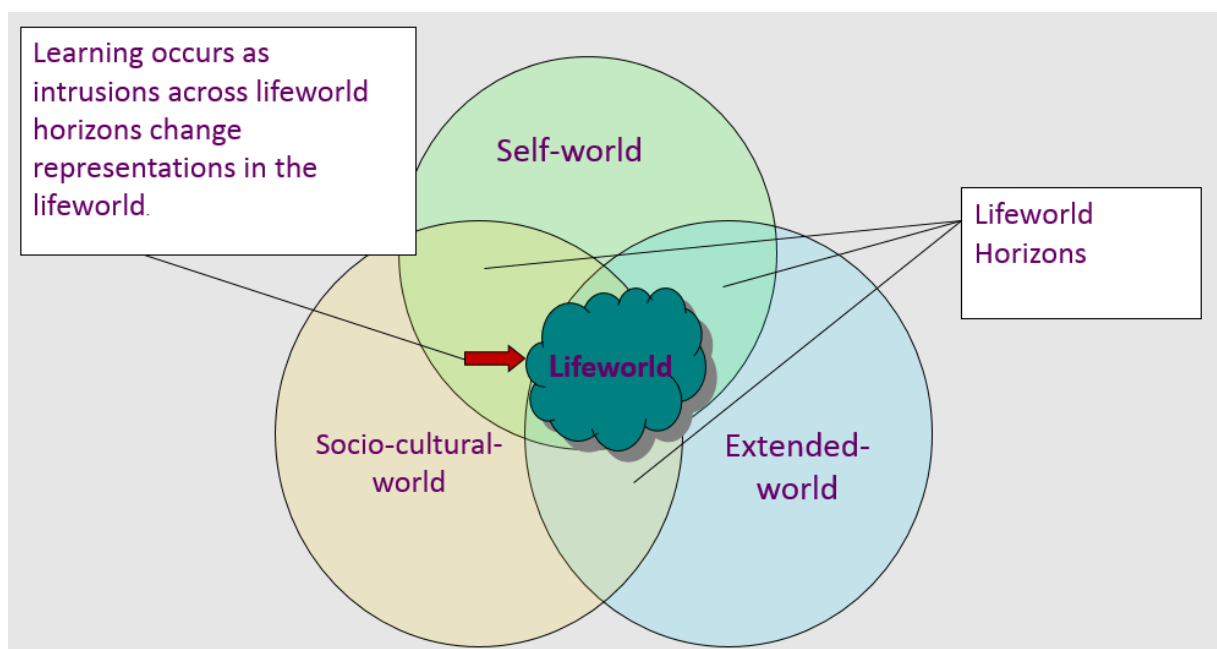 Learning occurs as
intrusions across lifeworld
horizons change
representations in the
lifeworld.
Self-world
Lifeworld
Horizons
Lifeworld
Socio-cultural-
world
Extended-
world